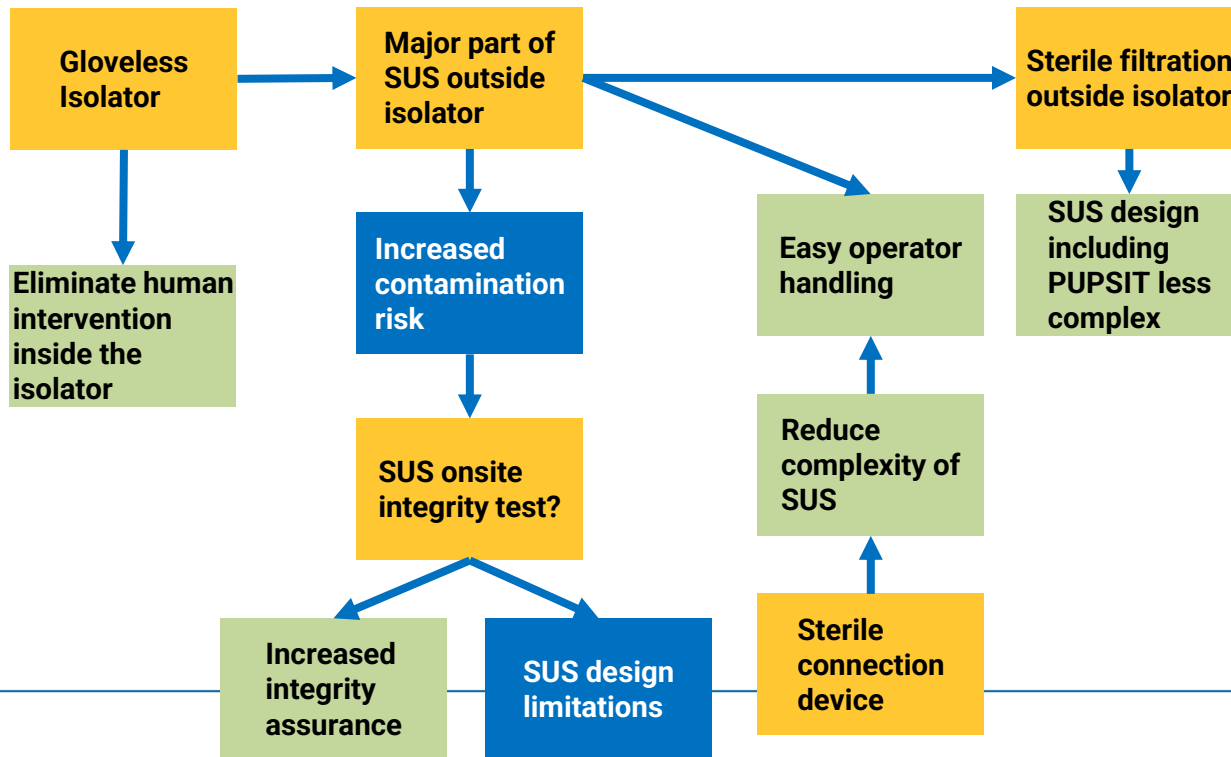 Gloveless
Isolator
Major part of
SUS outside
isolator
Sterile filtration
outside isolator
Eliminate human
intervention
inside the
isolator
Increased
contamination
risk
Easy operator
handling
SUS design
including
PUPSIT less
complex
SUS onsite
integrity test?
Reduce
complexity of
SUS
Increased
integrity
assurance
SUS design
limitations
Sterile
connection
device